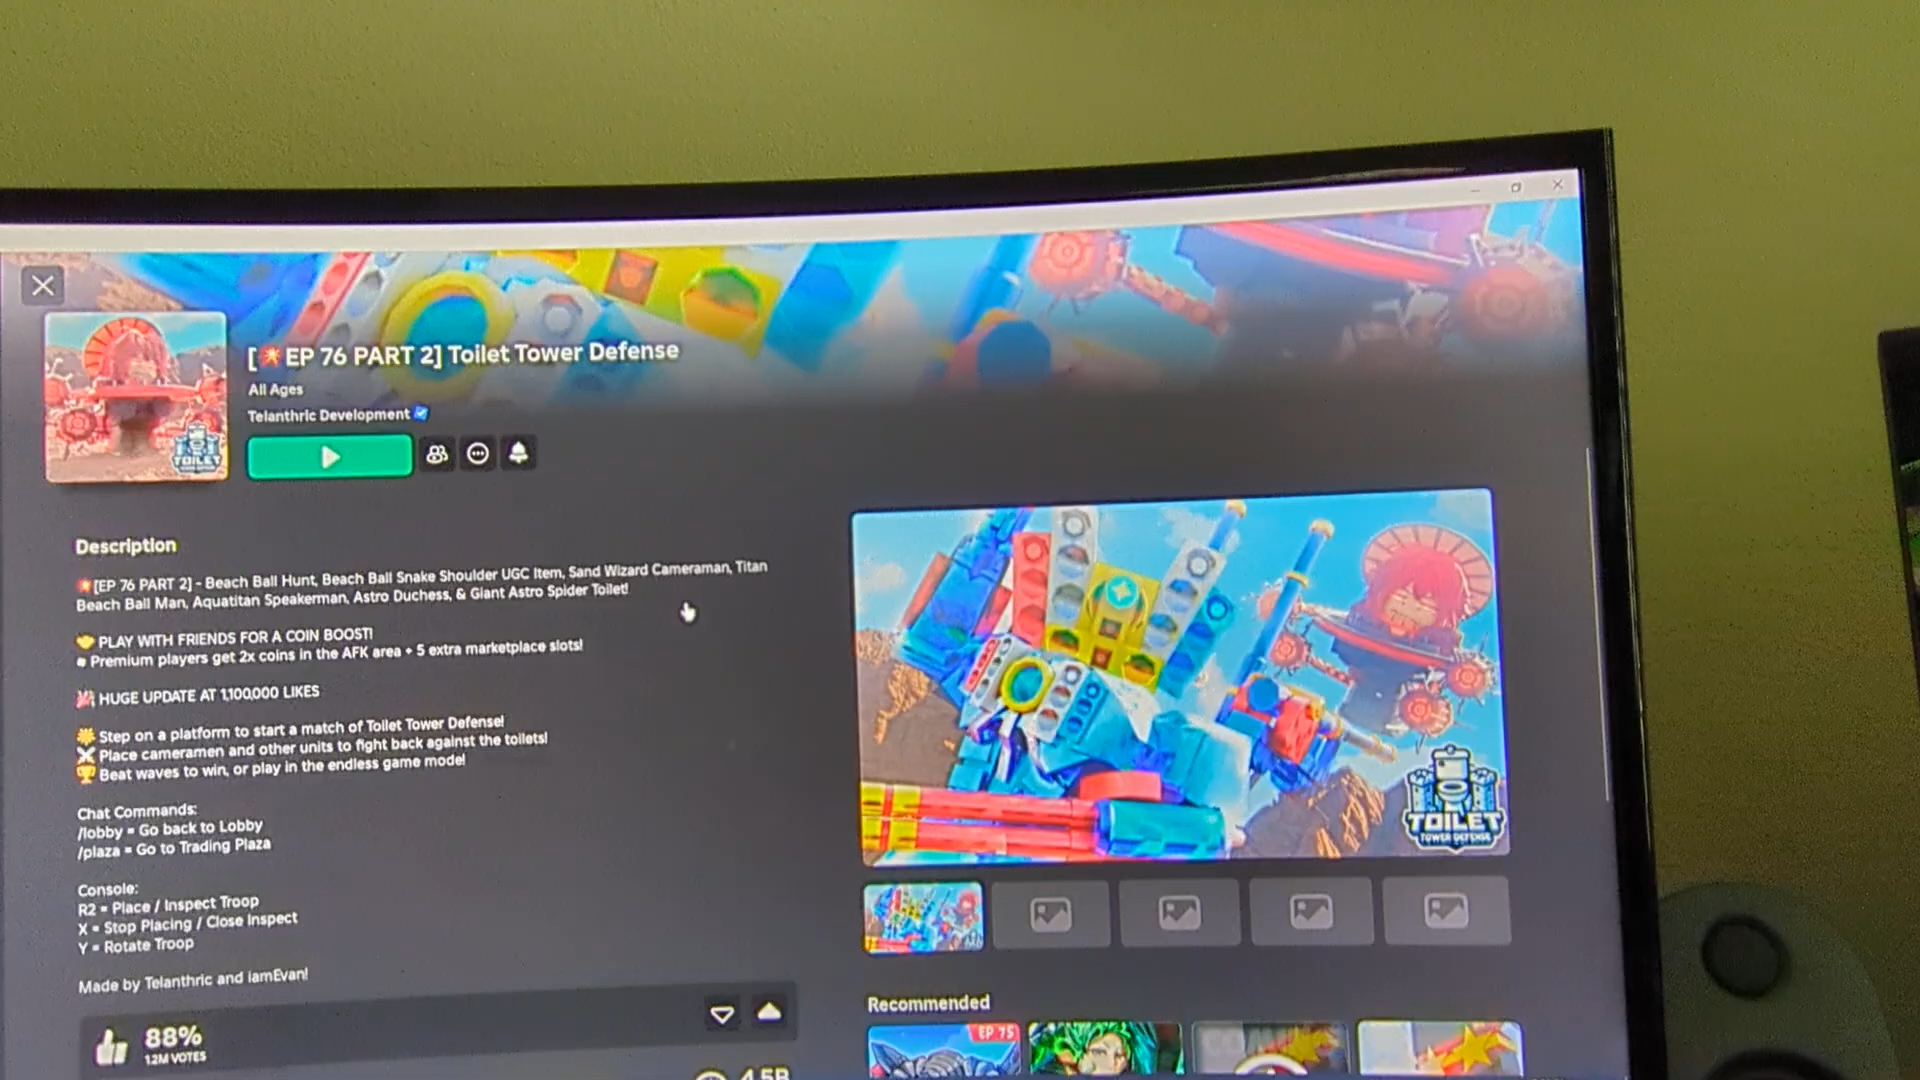 [💥EP 76 PART 2] Toilet Tower Defense
All Ages
Telanthric Development
Description
💥[EP 76 PART 2] - Beach Ball Hunt, Beach Ball Snake Shoulder UGC Item, Sand Wizard Cameraman, Titan
Beach Ball Man, Aquatitan Speakerman, Astro Duchess, & Giant Astro Spider Toilet!
🤝 PLAY WITH FRIENDS FOR A COIN BOOST!
Premium players get 2x coins in the AFK area + 5 extra marketplace slots!
🎉 HUGE UPDATE AT 1,100,000 LIKES
Step on a platform to start a match of Toilet Tower Defense!
⚔️ Place cameramen and other units to fight back against the toilets!
🏆 Beat waves to win, or play in the endless game mode!
Chat Commands:
/lobby = Go back to Lobby
/plaza = Go to Trading Plaza
Console:
R2 = Place / Inspect Troop
X = Stop Placing / Close Inspect
Y = Rotate Troop
Made by Telanthric and iamEvan!
88%
1.2M VOTES
4.5B
TOILET
TOWER DEFENSE
TOILET
Recommended
EP 75